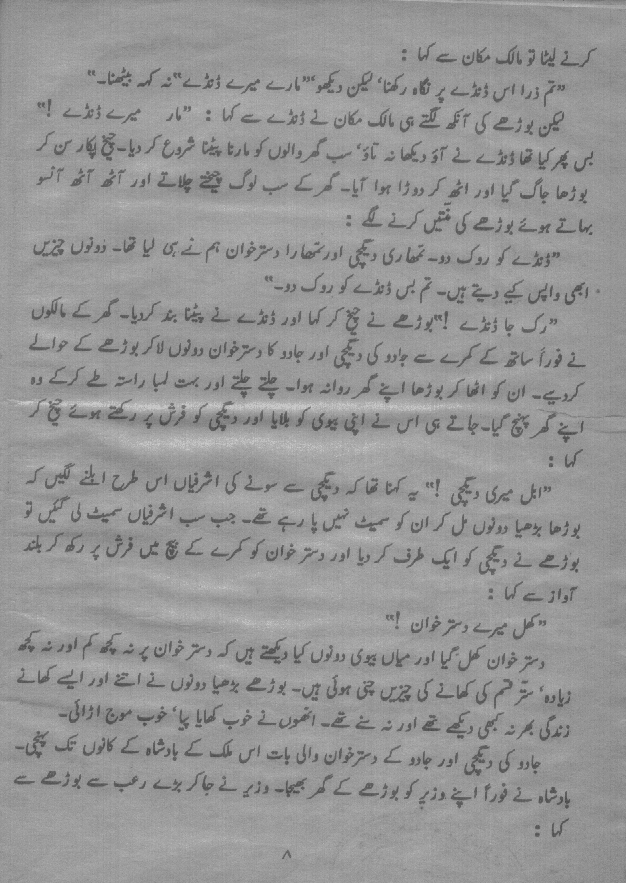 کرنے لیٹا تو مالک مکان سے کہا :
”تم ذرا اس ڈنڈے پر نگاہ رکھنا‘ لیکن دیکھو‘ ”مارے میرے ڈنڈے“ نہ کہہ بیٹھنا۔“
لیکن بوڑھے کی آنکھ لگتے ہی مالک مکان نے ڈنڈے سے کہا : ”مار میرے ڈنڈے !“
بس پھر کیا تھا ڈنڈے نے آؤ دیکھا نہ تاؤ‘ سب گھر والوں کو مارنا پیٹنا شروع کر دیا۔ چیخ پکار سن کر
بوڑھا جاگ گیا اور اٹھ کر دوڑا ہوا آیا۔ گھر کے سب لوگ چیختے چلاتے اور آٹھ آٹھ آنسو
بہاتے ہوئے بوڑھے کی منّتیں کرنے لگے :
”ڈنڈے کو روک دو۔ تمھاری دیگچی اور تمھارا دسترخوان ہم نے ہی لیا تھا۔ دونوں چیزیں
ابھی واپس کیے دیتے ہیں۔ تم بس ڈنڈے کو روک دو۔“
”رک جا ڈنڈے !“ بوڑھے نے چیخ کر کہا اور ڈنڈے نے پیٹنا بند کردیا۔ گھر کے مالکوں
نے فوراً ساتھ کے کمرے سے جادو کی دیگچی اور جادو کا دسترخوان دونوں لاکر بوڑھے کے حوالے
کردیے۔ ان کو اٹھا کر بوڑھا اپنے گھر روانہ ہوا۔ چلتے چلتے اور بہت لمبا راستہ طے کرکے وہ
اپنے گھر پہنچ گیا۔ جاتے ہی اس نے اپنی بیوی کو بلایا اور دیگچی کو فرش پر رکھتے ہوئے چیخ کر
کہا :
”ابل میری دیگچی !“ یہ کہنا تھا کہ دیگچی سے سونے کی اشرفیاں اس طرح ابلنے لگیں کہ
بوڑھا بڑھیا دونوں مل کر ان کو سمیٹ نہیں پا رہے تھے۔ جب سب اشرفیاں سمیٹ لی گئیں تو
بوڑھے نے دیگچی کو ایک طرف کر دیا اور دسترخوان کو کمرے کے بیچ میں فرش پر رکھ کر بلند
آواز سے کہا :
”کھل میرے دسترخوان !“
دسترخوان کھل گیا اور میاں بیوی دونوں کیا دیکھتے ہیں کہ دسترخوان پر نہ کچھ کم اور نہ کچھ
زیادہ‘ ستّر قسم کی کھانے کی چیزیں چنی ہوئی ہیں۔ بوڑھے بڑھیا دونوں نے اتنے اور ایسے کھانے
زندگی بھر نہ کبھی دیکھے تھے اور نہ سنے تھے۔ انھوں نے خوب کھایا پیا‘ خوب موج اڑائی۔
جادو کی دیگچی اور جادو کے دسترخوان والی بات اس ملک کے بادشاہ کے کانوں تک پہنچی۔
بادشاہ نے فوراً اپنے وزیر کو بوڑھے کے گھر بھیجا۔ وزیر نے جاکر بڑے رعب سے بوڑھے سے
کہا :
۸